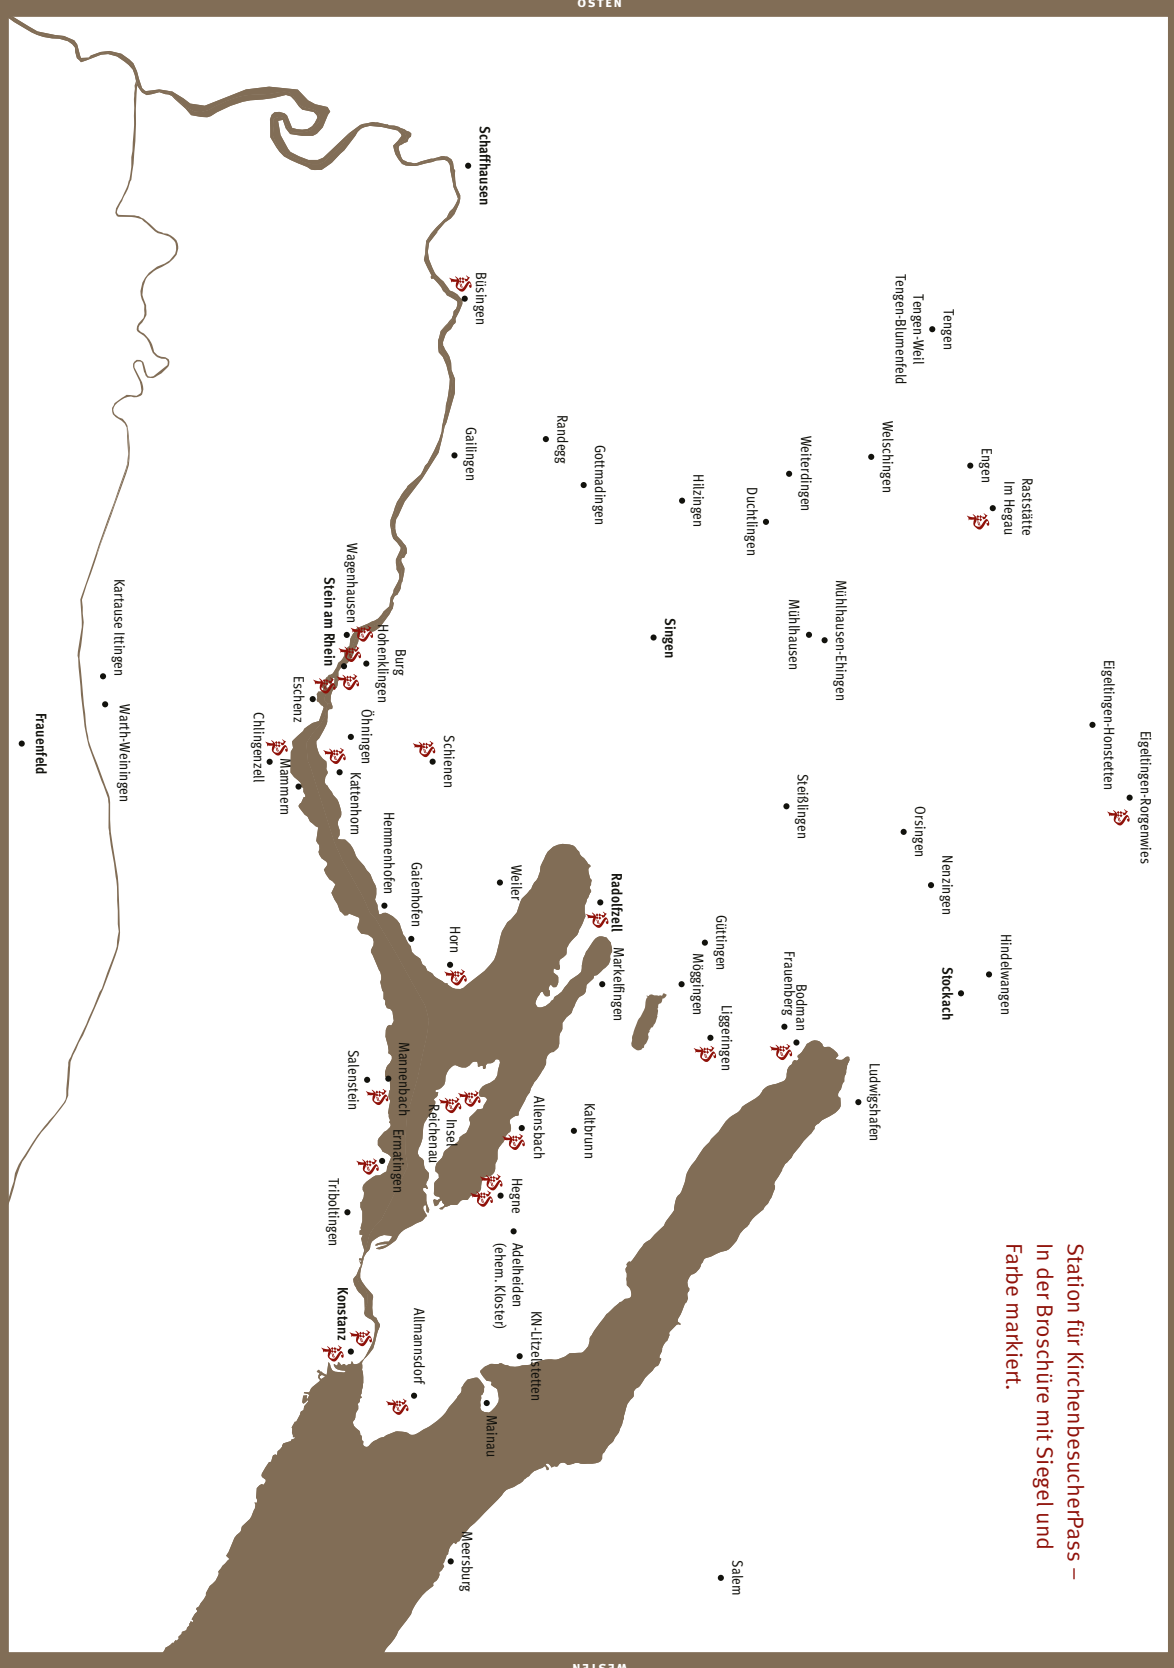 OSTEN
Station für KirchenbesucherPass –
In der Broschüre mit Siegel und
Farbe markiert.
Eigeltingen-Rorgenwies
Eigeltingen-Honstetten
Raststätte
Im Hegau
Engen
Hindelwangen
Stockach
Nenzingen
Orsingen
Tengen
Tengen-Weil
Tengen-Blumenfeld
Welschingen
Ludwigshafen
Mühlhausen-Ehingen
Mühlhausen
Weiterdingen
Steißlingen
Bodman
Frauenberg
Duchtlingen
Salem
Liggeringen
Güttingen
Möggingen
Hilzingen
Singen
Radolfzell
Markelfingen
Gottmadingen
Kaltbrunn
Randegg
Allensbach
KN-Litzelstetten
Weiler
Hegne
Adelheiden
(ehem. Kloster)
Mainau
Schaffhausen
Büsingen
Gailingen
Meersburg
Horn
Schienen
Insel
Reichenau
Gaienhofen
Allmannsdorf
Mannenbach
Ermatingen
Burg
Hohenklingen
Hemmenhofen
Öhningen
Kattenhorn
Wagenhausen
Salenstein
Konstanz
Triboltingen
Stein am Rhein
Eschenz
Mammern
Chlingenzell
Kartause Ittingen
Warth-Weiningen
Frauenfeld
WESTEN